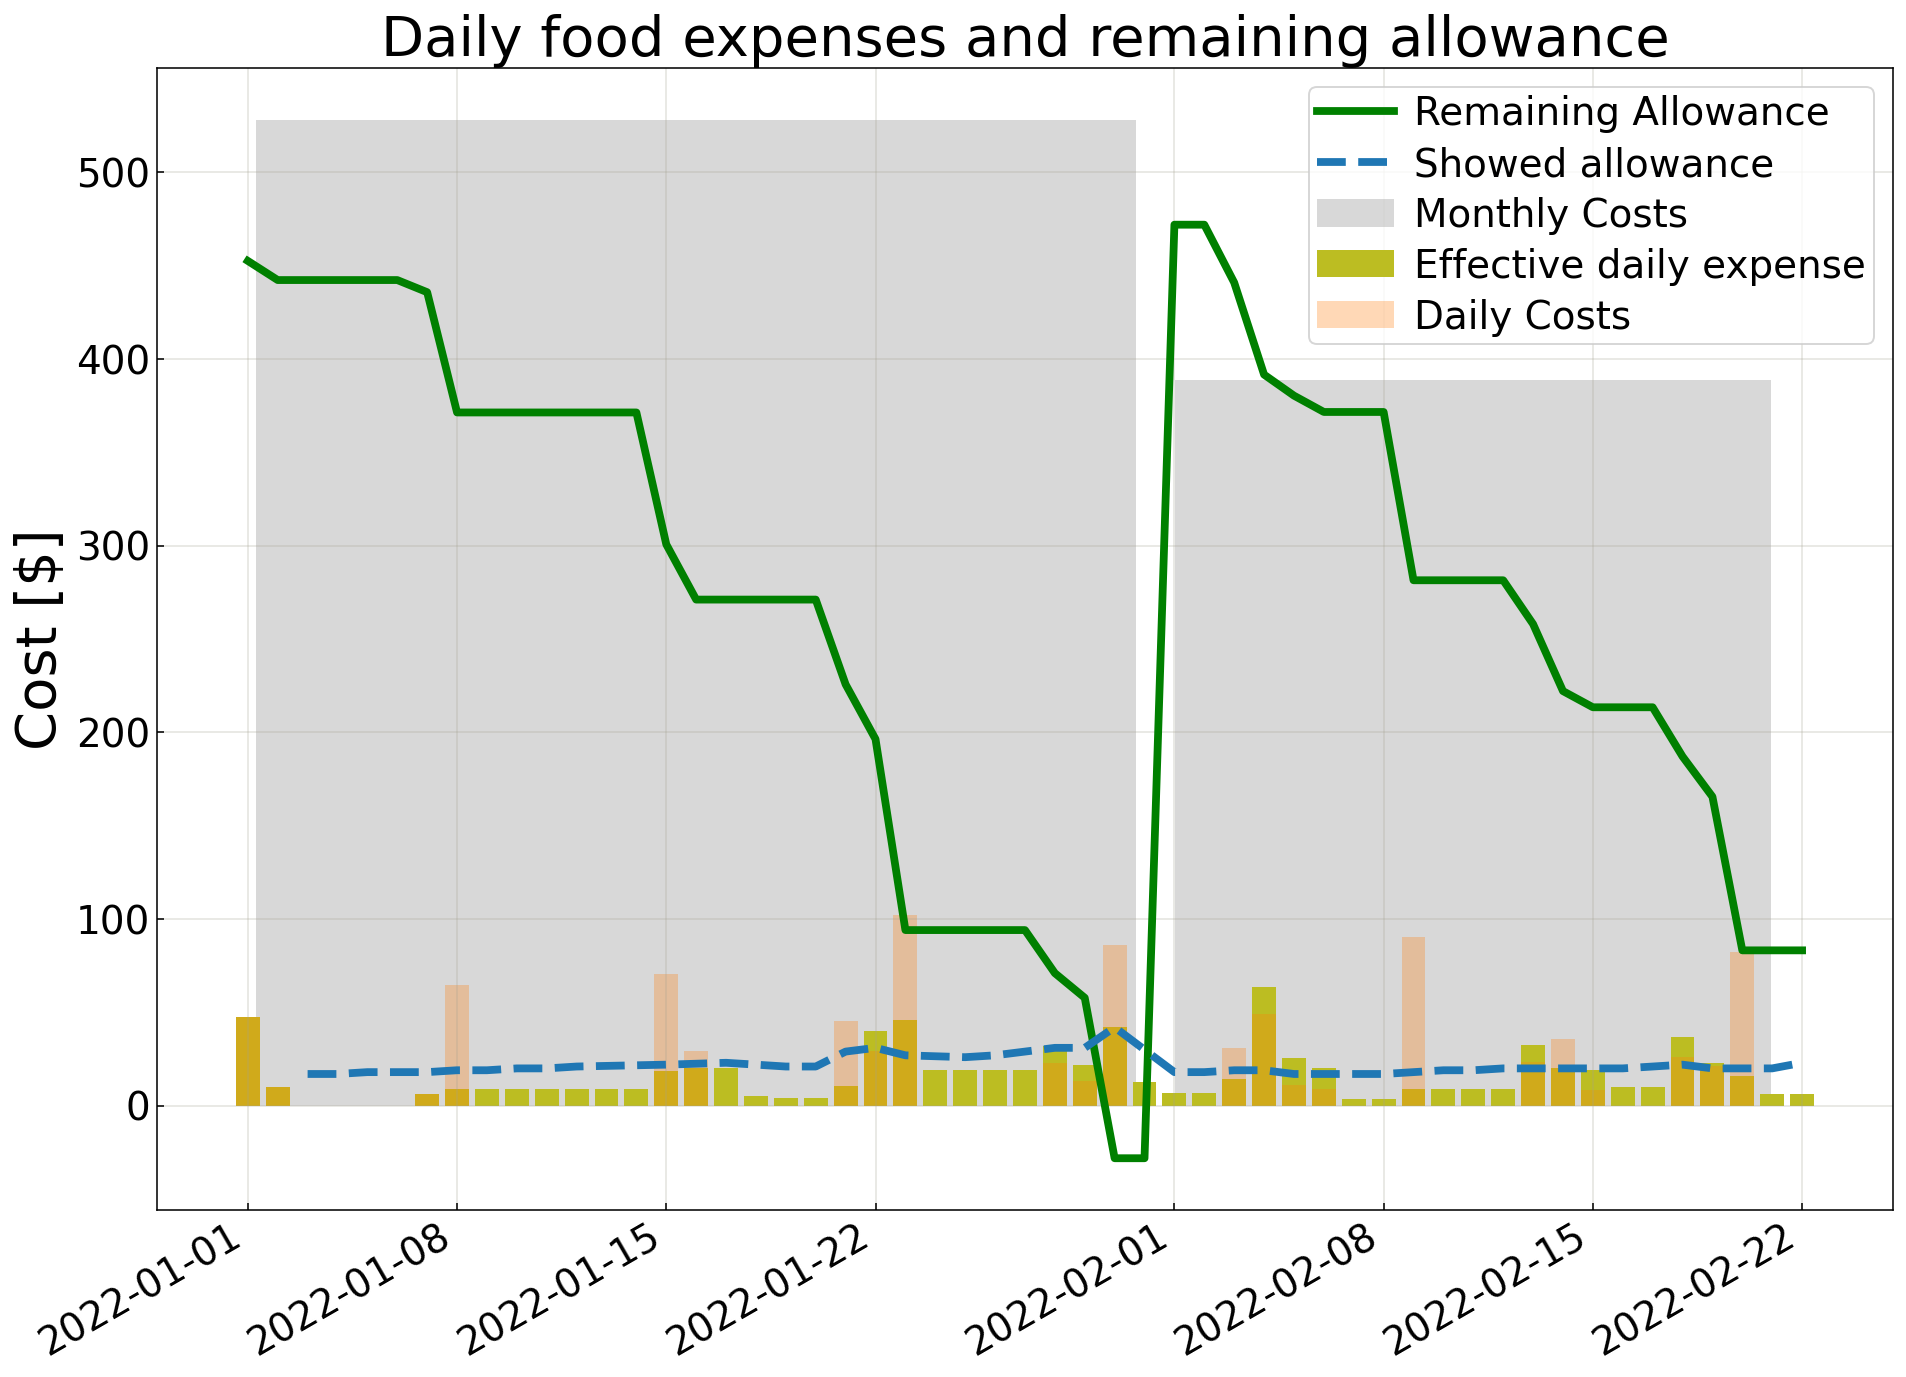 Daily food expenses and remaining allowance
Cost [$]
500
400
300
200
100
0
Remaining Allowance
Showed allowance
Monthly Costs
Effective daily expense
Daily Costs
2022-01-01
2022-01-08
2022-01-15
2022-01-22
2022-02-01
2022-02-08
2022-02-15
2022-02-22